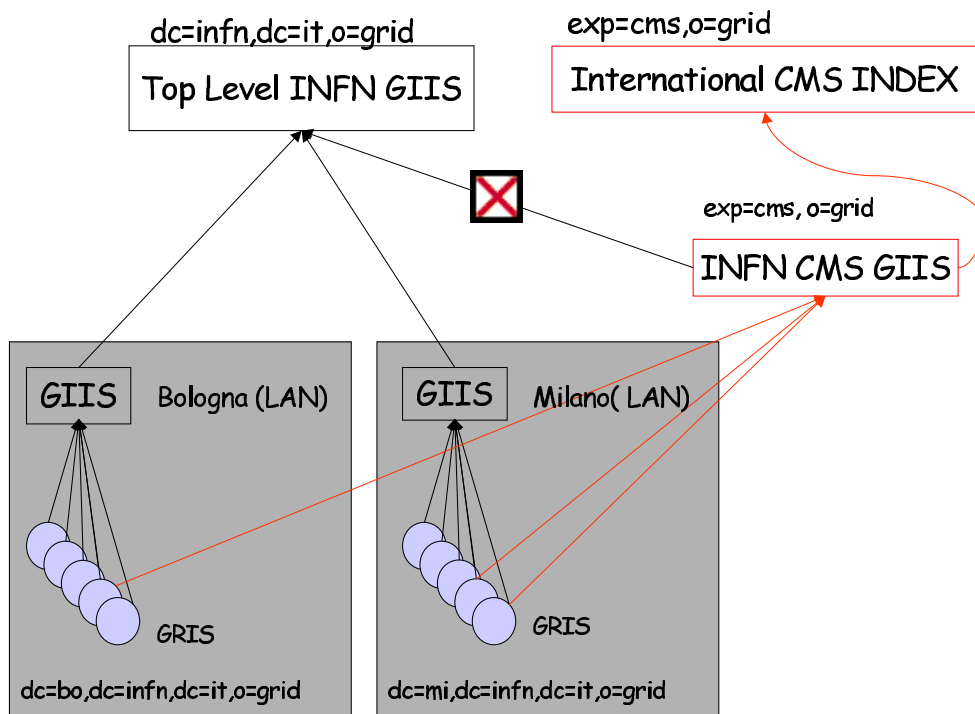 dc=infn,dc=it,o=grid
Top Level INFN GIIS
exp=cms,o=grid
International CMS INDEX
exp=cms, o=grid
INFN CMS GIIS
GIIS
Bologna (LAN)
GRIS
dc=bo,dc=infn,dc=it,o=grid
GIIS
Milano( LAN)
GRIS
dc=mi,dc=infn,dc=it,o=grid